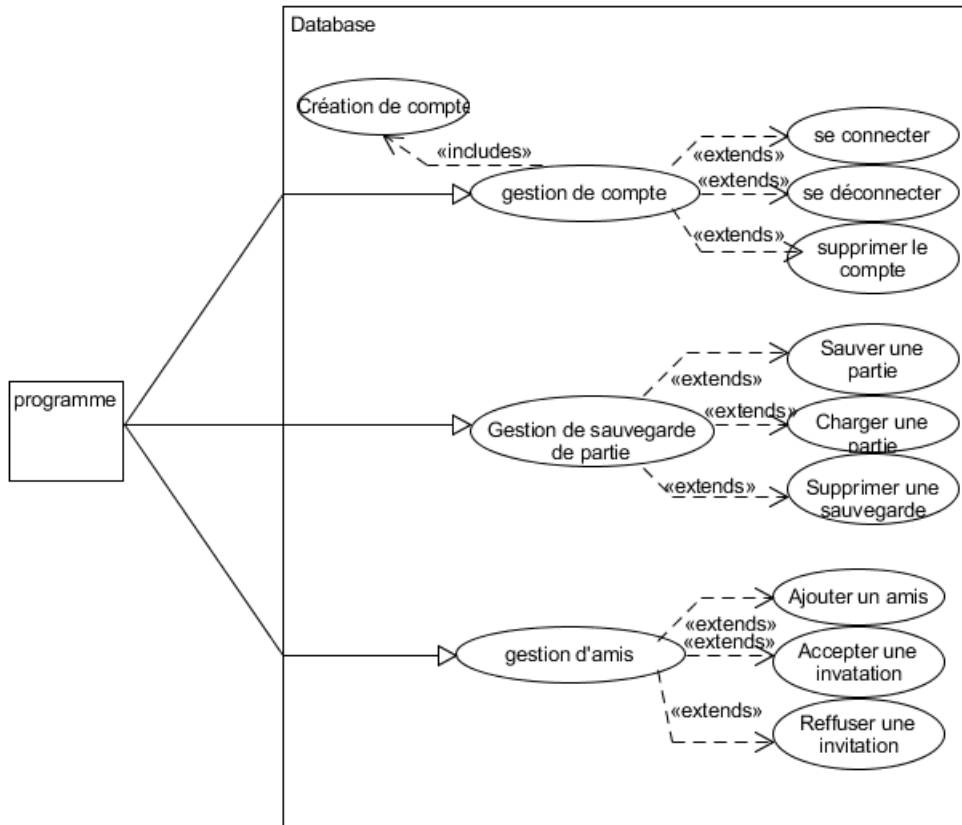 Database
Création de compte
«includes»
gestion de compte
«extends»
se connecter
«extends»
se déconnecter
«extends»
supprimer le
compte
programme
Gestion de sauvegarde
de partie
«extends»
Sauver une
partie
«extends»
Charger une
partie
«extends»
Supprimer une
sauvegarde
gestion d'amis
«extends»
Ajouter un amis
«extends»
Accepter une
invatation
«extends»
Reffuser une
invitation